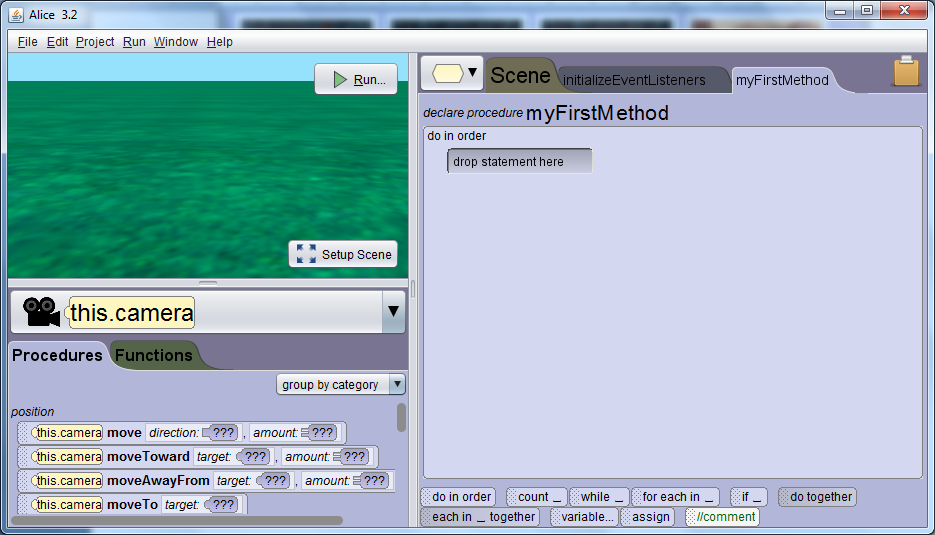 Alice 3.2
File Edit Project Run Window Help
Run...
Setup Scene
this.camera
Procedures Functions
group by category
position
this.camera move direction: ??? , amount: ???
this.camera moveToward target: ??? , amount: ???
this.camera moveAwayFrom target: ??? , amount: ???
this.camera moveTo target: ???
Scene initializeEventListeners myFirstMethod
declare procedure myFirstMethod
do in order
drop statement here
do in order count _ while _ for each in _ if _ do together
each in _ together variable... assign //comment